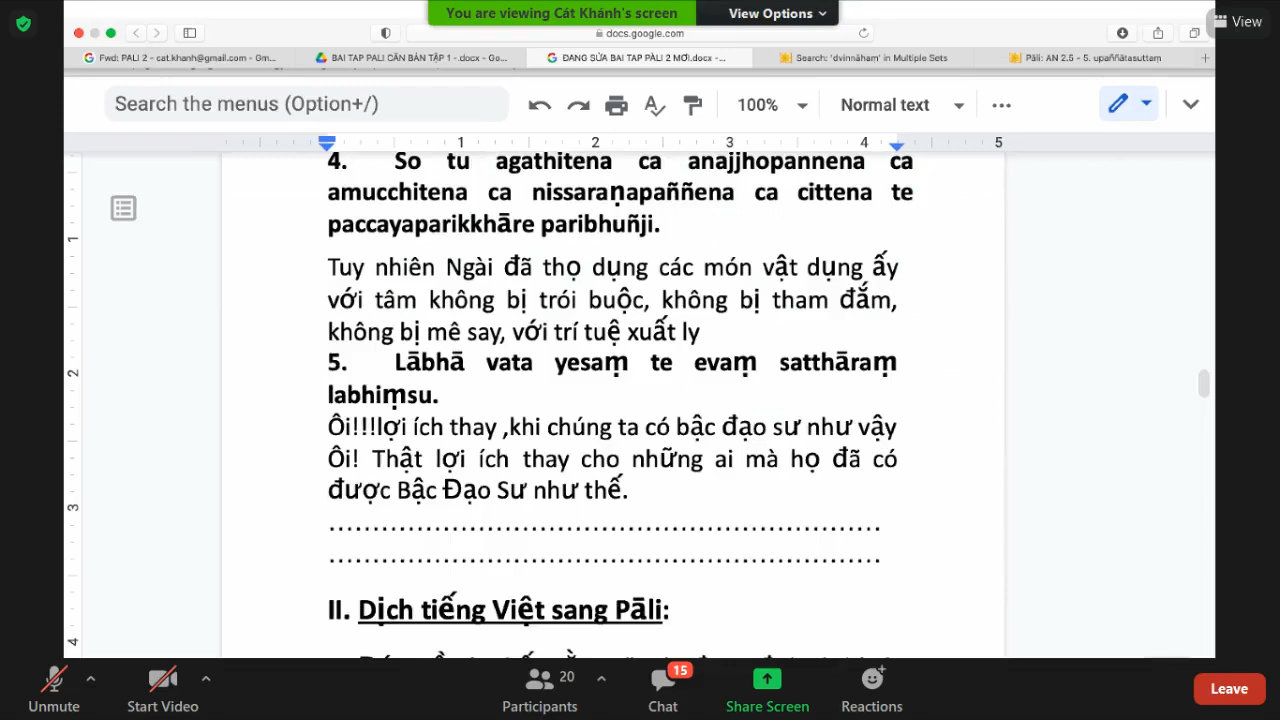 You are viewing Cát Khánh's screen
View Options
View
docs.google.com
Fwd: PALI 2 - cat.khanh@gmail.com - Gm...
BAI TAP PALI CĂN BẢN TẬP 1 -.docx - Go...
ĐANG SỬA BAI TAP PÀLI 2 MỚI.docx -...
Search: 'dvinnāhaṃ' in Multiple Sets
Pāli: AN 2.5 - 5. upaññātasuttaṃ
Search the menus (Option+/)
100%
Normal text
1 2 3 4 5
4. So tu agathitena ca anajjhopannena ca
amucchitena ca nissaraṇapaññena ca cittena te
paccayaparikkhāre paribhuñji.
Tuy nhiên Ngài đã thọ dụng các món vật dụng ấy
với tâm không bị trói buộc, không bị tham đắm,
không bị mê say, với trí tuệ xuất ly
5. Lābhā vata yesaṃ te evaṃ satthāraṃ
labhiṃsu.
Ôi!!!lợi ích thay ,khi chúng ta có bậc đạo sư như vậy
Ôi! Thật lợi ích thay cho những ai mà họ đã có
được Bậc Đạo Sư như thế.
………………………………………………………………
………………………………………………………………
II. Dịch tiếng Việt sang Pāli:
1
2
3
4
Unmute
Start Video
20
Participants
15
Chat
Share Screen
Reactions
Leave